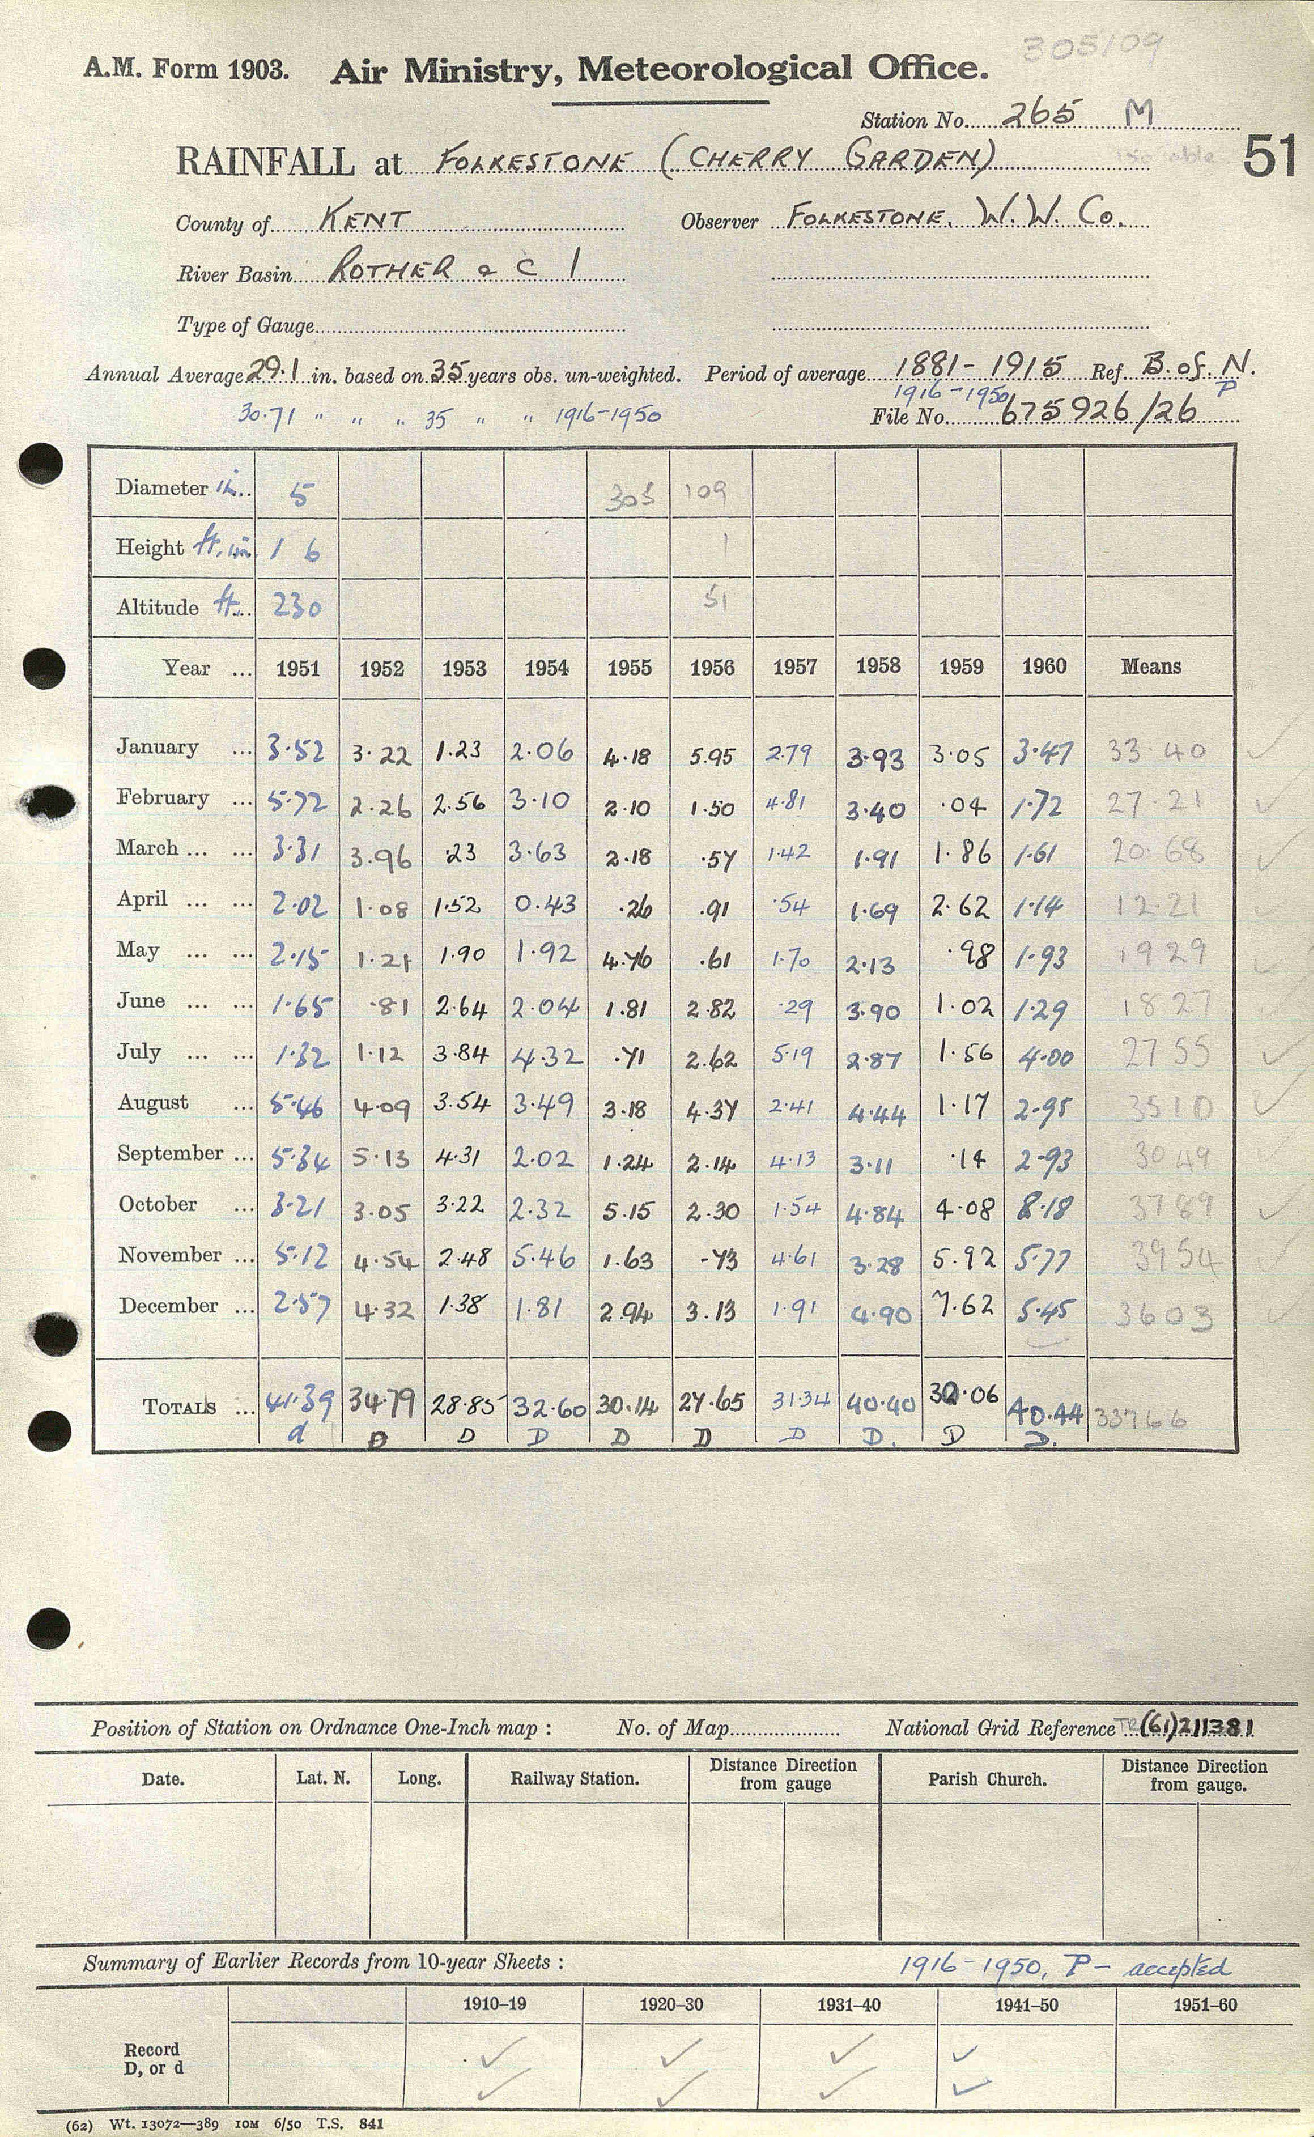 305109
A.M. Form 1903. Air Ministry, Meteorological Office.
Station No. 265 M
RAINFALL at FOLKESTONE (CHERRY GARDEN) 51
County of KENT Observer FOLKESTONE. W.W. Co.
River Basin ROTHER & C 1
Type of Gauge
Annual Average 29.1 in. based on 35 years obs. un-weighted. Period of average 1881-1915 Ref. B. of. N.
1916-1950 P
30.71 " " " 35 " " 1916-1950 File No. 675926/26
Diameter in. 5 305 109
Height ft. in 1 6 1
Altitude ft. 230 51
Year ... 1951 1952 1953 1954 1955 1956 1957 1958 1959 1960 Means
January ... 3.52 3.22 1.23 2.06 4.18 5.95 2.79 3.93 3.05 3.47 33 40
February ... 5.72 2.26 2.56 3.10 2.10 1.50 4.81 3.40 .04 1.72 27 21
March ... ... 3.31 3.96 .23 3.63 2.18 .57 1.42 1.91 1.86 1.61 20.68
April ... ... 2.02 1.08 1.52 0.43 .26 .91 .54 1.69 2.62 1.14 12.21
May ... ... 2.15 1.21 1.90 1.92 4.76 .61 1.70 2.13 .98 1.93 19 29
June ... ... 1.65 .81 2.64 2.04 1.81 2.82 .29 3.90 1.02 1.29 18 27
July ... ... 1.32 1.12 3.84 4.32 .71 2.62 5.19 2.87 1.56 4.00 27 55
August ... 5.46 4.09 3.54 3.49 3.18 4.37 2.41 4.44 1.17 2.95 35 10
September ... 5.34 5.13 4.31 2.02 1.24 2.14 4.13 3.11 .14 2.93 30 49
October ... 3.21 3.05 3.22 2.32 5.15 2.30 1.54 4.84 4.08 8.18 37 89
November ... 5.12 4.54 2.48 5.46 1.63 .73 4.61 3.28 5.92 5.77 39 54
December ... 2.57 4.32 1.38 1.81 2.94 3.13 1.91 4.90 7.62 5.45 36 03
TOTALS ... 41.39 34.79 28.85 32.60 30.14 27.65 31.34 40.40 32.06 40.44 337 66
d D D D D D D D. D D.
Position of Station on Ordnance One-Inch map : No. of Map National Grid Reference TR (61)211381
Date. Lat. N. Long. Railway Station. Distance from gauge Direction Parish Church. Distance from gauge. Direction
Summary of Earlier Records from 10-year Sheets : 1916-1950, P- accepted
1910-19 1920-30 1931-40 1941-50 1951-60
Record
D, or d
(62) Wt. 13072—389 10M 6/50 T.S. 841